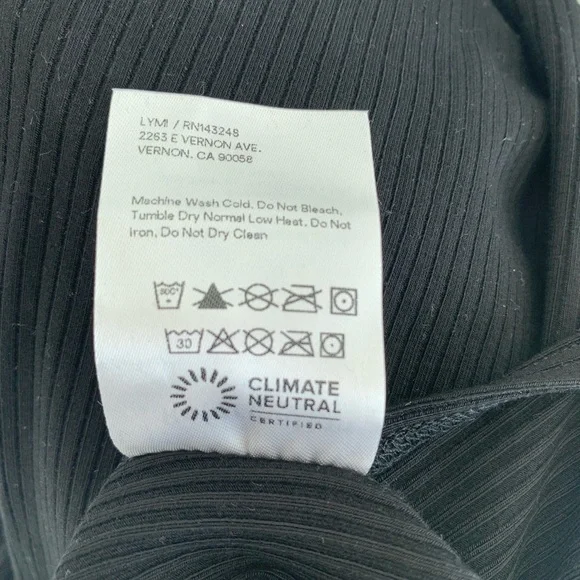 LYMI / RN143248
2263 E VERNON AVE.
VERNON, CA 90058
Machine Wash Cold, Do Not Bleach,
Tumble Dry Normal Low Heat, Do Not
Iron, Do Not Dry Clean
30
CLIMATE
NEUTRAL
CERTIFIED